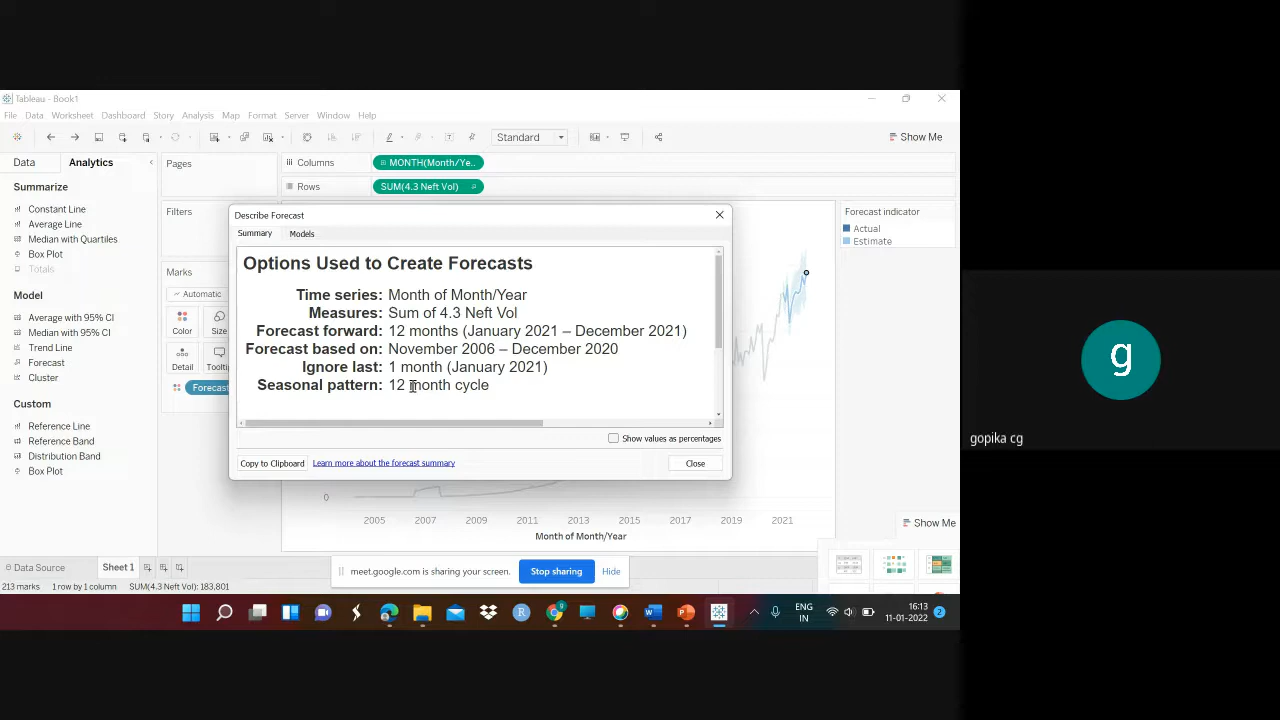 Tableau - Book1
File Data Worksheet Dashboard Story Analysis Map Format Server Window Help
Standard
Show Me
Data Analytics
Pages
Columns
MONTH(Month/Ye..
Rows
SUM(4.3 Neft Vol)
Summarize
Constant Line
Average Line
Median with Quartiles
Box Plot
Totals
Model
Average with 95% CI
Median with 95% CI
Trend Line
Forecast
Cluster
Custom
Reference Line
Reference Band
Distribution Band
Box Plot
Filters
Marks
Automatic
Color
Size
Detail
Forecast
Describe Forecast
Summary Models
Options Used to Create Forecasts
Time series: Month of Month/Year
Measures: Sum of 4.3 Neft Vol
Forecast forward: 12 months (January 2021 – December 2021)
Forecast based on: November 2006 – December 2020
Ignore last: 1 month (January 2021)
Seasonal pattern: 12 month cycle
Show values as percentages
Copy to Clipboard
Learn more about the forecast summary
Close
Forecast indicator
Actual
Estimate
0
2005 2007 2009 2011 2013 2015 2017 2019 2021
Month of Month/Year
Show Me
Data Source
Sheet 1
213 marks 1 row by 1 column SUM(4.3 Neft Vol): 183.801
meet.google.com is sharing your screen.
Stop sharing
Hide
ENG
IN
16:13
11-01-2022
2
g
gopika cg